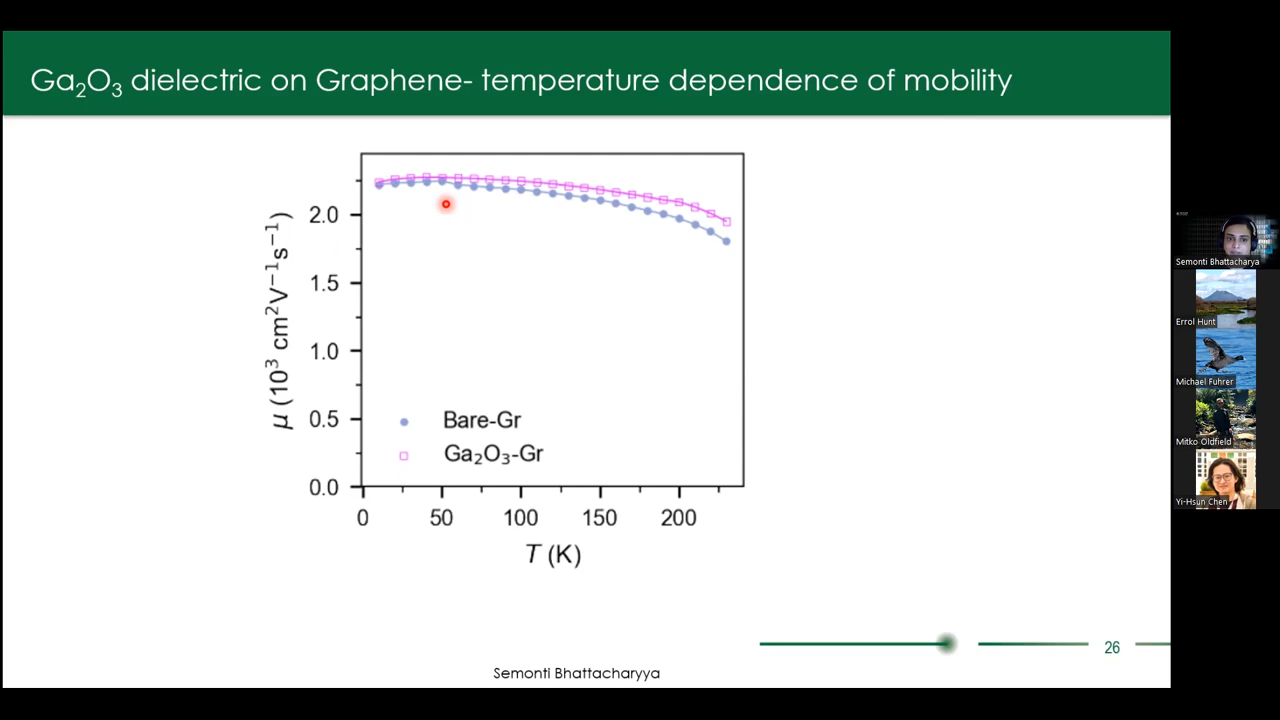 Ga₂O₃ dielectric on Graphene- temperature dependence of mobility
μ (10³ cm²V⁻¹s⁻¹)
2.0
1.5
1.0
0.5
0.0
Bare-Gr
Ga₂O₃-Gr
0 50 100 150 200
T (K)
26
Semonti Bhattacharyya
Semonti Bhattacharya
Errol Hunt
Michael Fuhrer
Mitko Oldfield
Yi-Hsun Chen